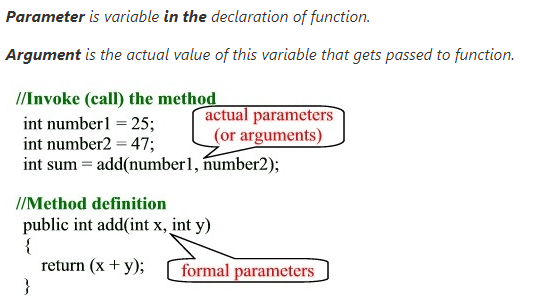 Parameter is variable in the declaration of function.
Argument is the actual value of this variable that gets passed to function.
//Invoke (call) the method
int number1 = 25;
int number2 = 47;
int sum = add(number1, number2);
actual parameters
(or arguments)
//Method definition
public int add(int x, int y)
{
return (x + y);
}
formal parameters